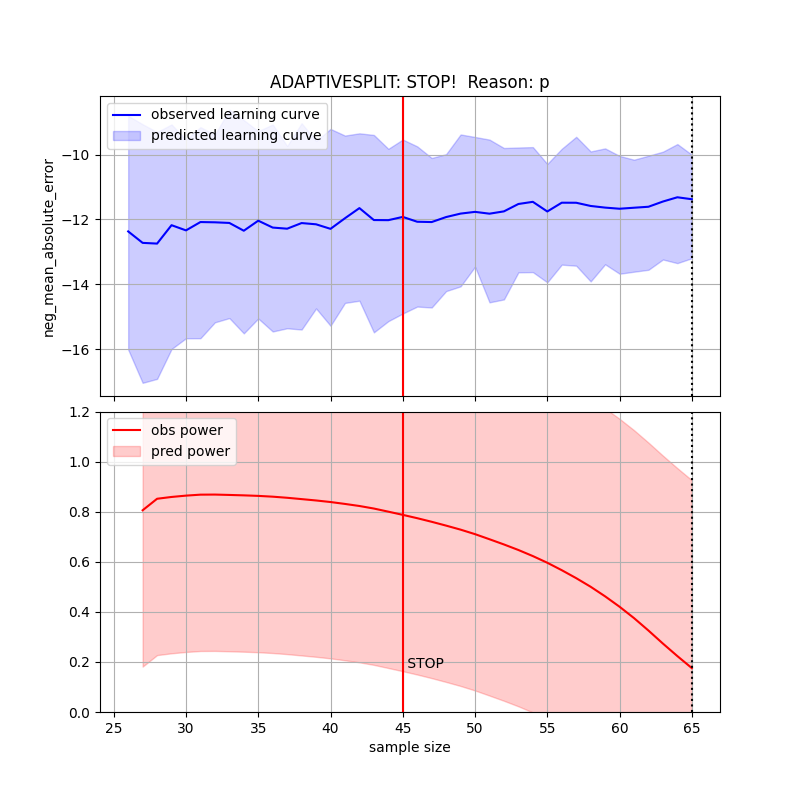 ADAPTIVESPLIT: STOP!  Reason: p
observed learning curve
predicted learning curve
neg_mean_absolute_error
−10
−12
−14
−16
obs power
pred power
1.2
1.0
0.8
0.6
0.4
0.2
0.0
STOP
25 30 35 40 45 50 55 60 65
sample size